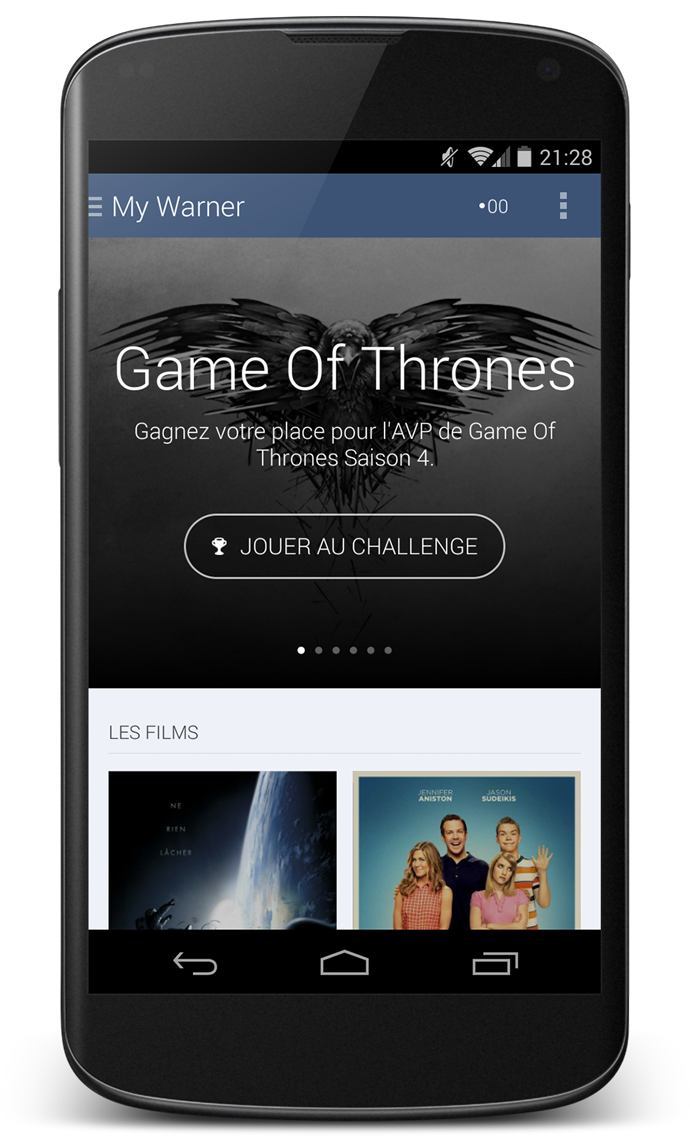 21:28
My Warner
•00
Game Of Thrones
Gagnez votre place pour l'AVP de Game Of
Thrones Saison 4.
JOUER AU CHALLENGE
LES FILMS
NE
RIEN
LÂCHER
JENNIFER
ANISTON
JASON
SUDEIKIS